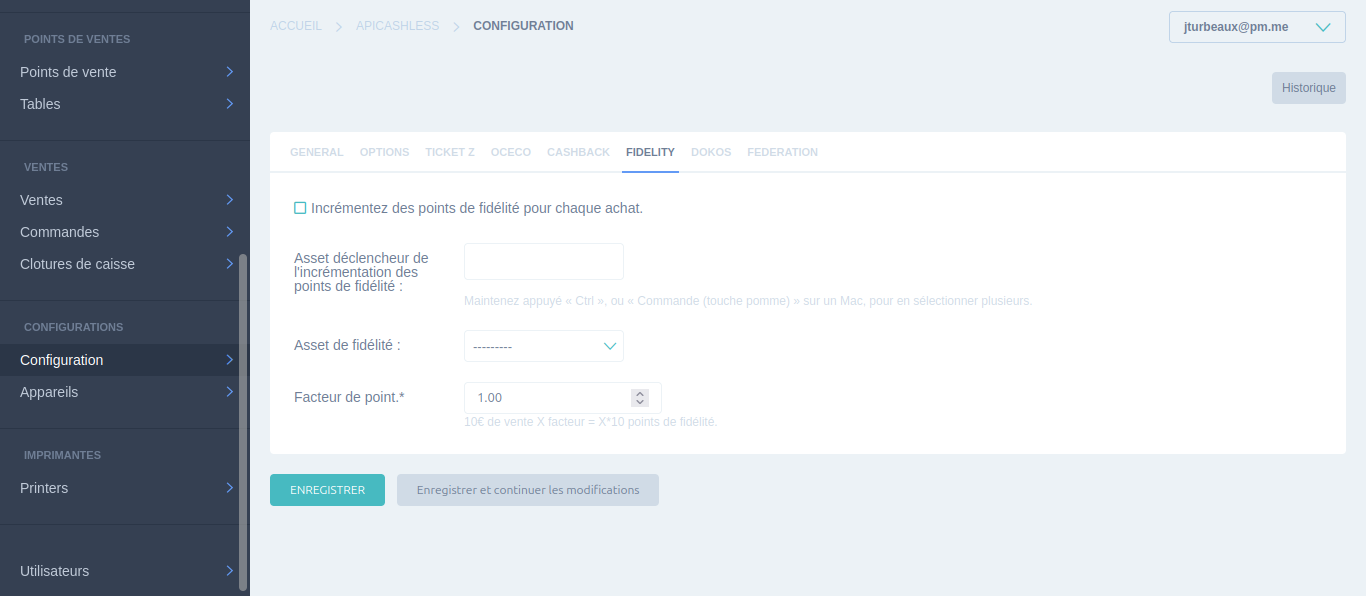 POINTS DE VENTES
Points de vente
Tables
VENTES
Ventes
Commandes
Clotures de caisse
CONFIGURATIONS
Configuration
Appareils
IMPRIMANTES
Printers
Utilisateurs
ACCUEIL APICASHLESS CONFIGURATION
jturbeaux@pm.me
Historique
GENERAL OPTIONS TICKET Z OCECO CASHBACK FIDELITY DOKOS FEDERATION
Incrémentez des points de fidélité pour chaque achat.
Asset déclencheur de
l'incrémentation des
points de fidélité :
Maintenez appuyé « Ctrl », ou « Commande (touche pomme) » sur un Mac, pour en sélectionner plusieurs.
Asset de fidélité :
---------
Facteur de point.*
1.00
10€ de vente X facteur = X*10 points de fidélité.
ENREGISTRER
Enregistrer et continuer les modifications